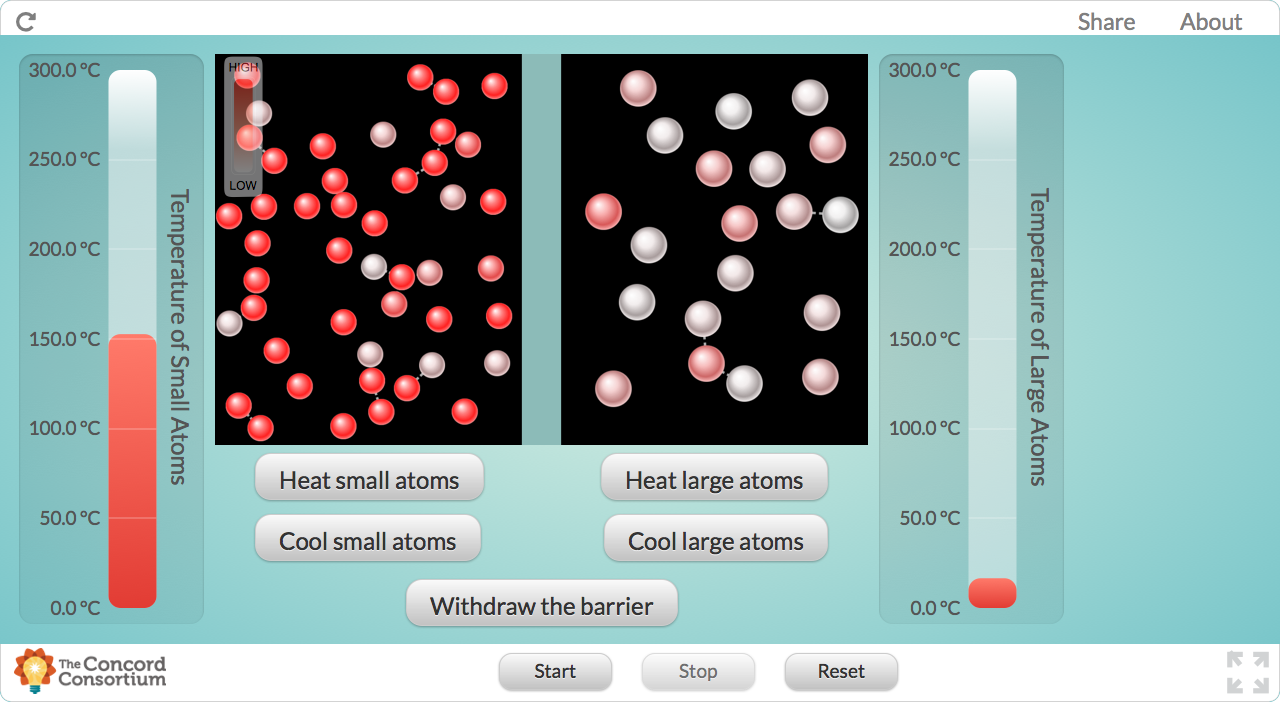 Share
About
300.0 °C
250.0 °C
200.0 °C
150.0 °C
100.0 °C
50.0 °C
0.0 °C
Temperature of Small Atoms
HIGH
LOW
300.0 °C
250.0 °C
200.0 °C
150.0 °C
100.0 °C
50.0 °C
0.0 °C
Temperature of Large Atoms
Heat small atoms
Heat large atoms
Cool small atoms
Cool large atoms
Withdraw the barrier
The Concord
Consortium
Start
Stop
Reset